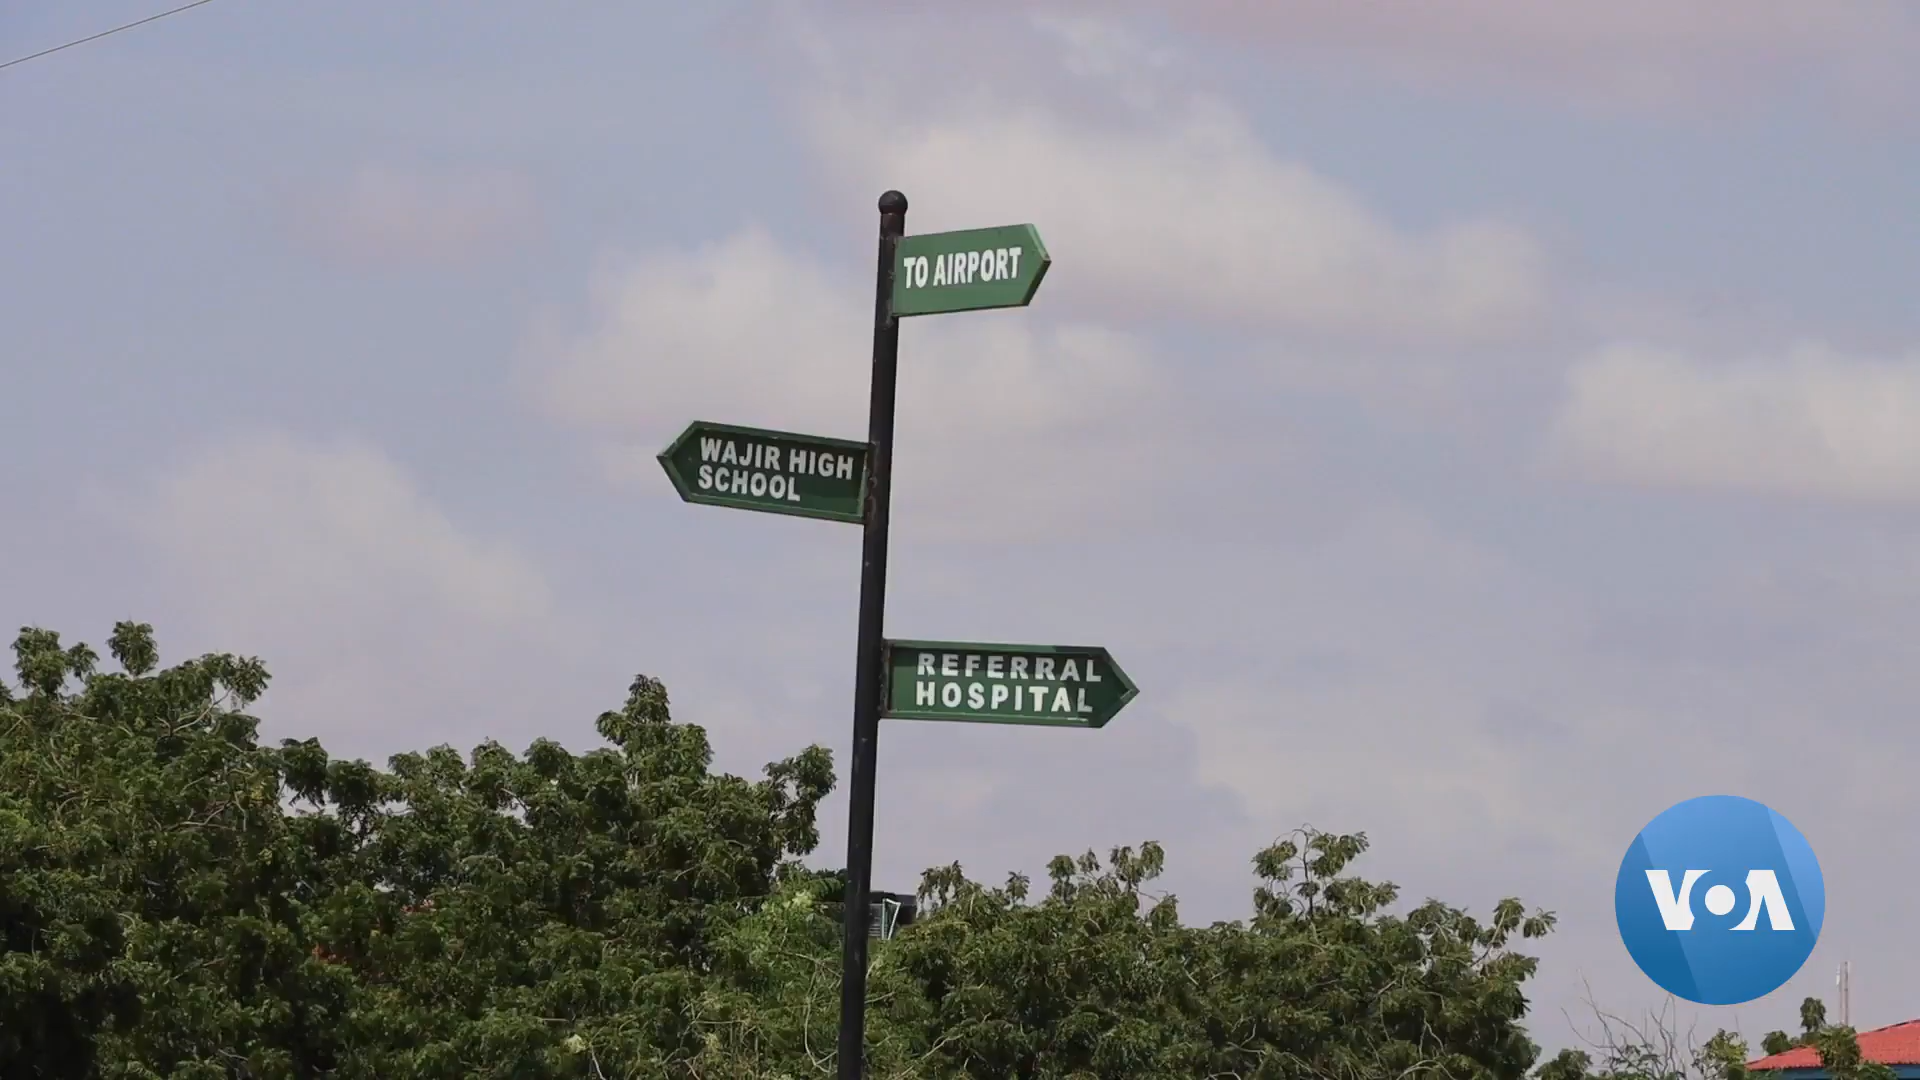 TO AIRPORT
WAJIR HIGH
SCHOOL
REFERRAL
HOSPITAL
VOA